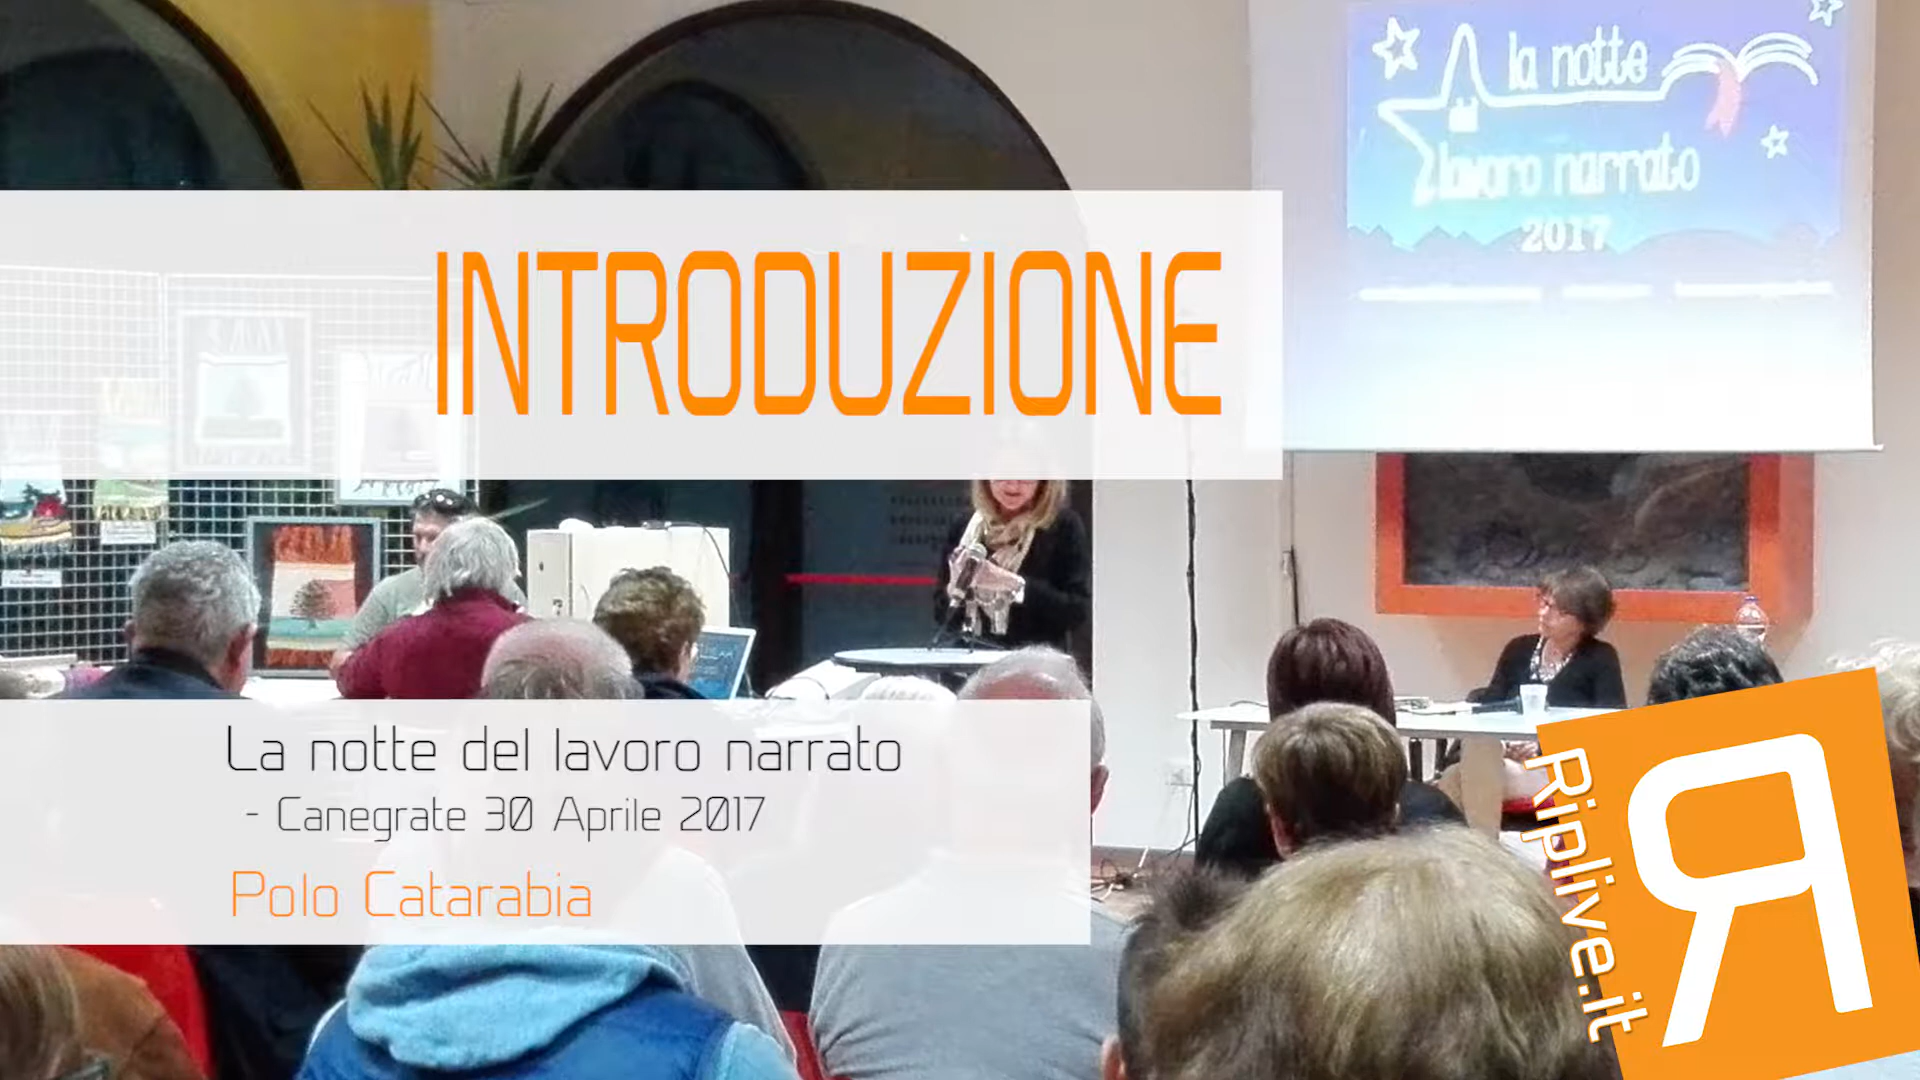 la notte
lavoro narrato
2017
INTRODUZIONE
La notte del lavoro narrato
- Canegrate 30 Aprile 2017
Polo Catarabia
Riplive.it